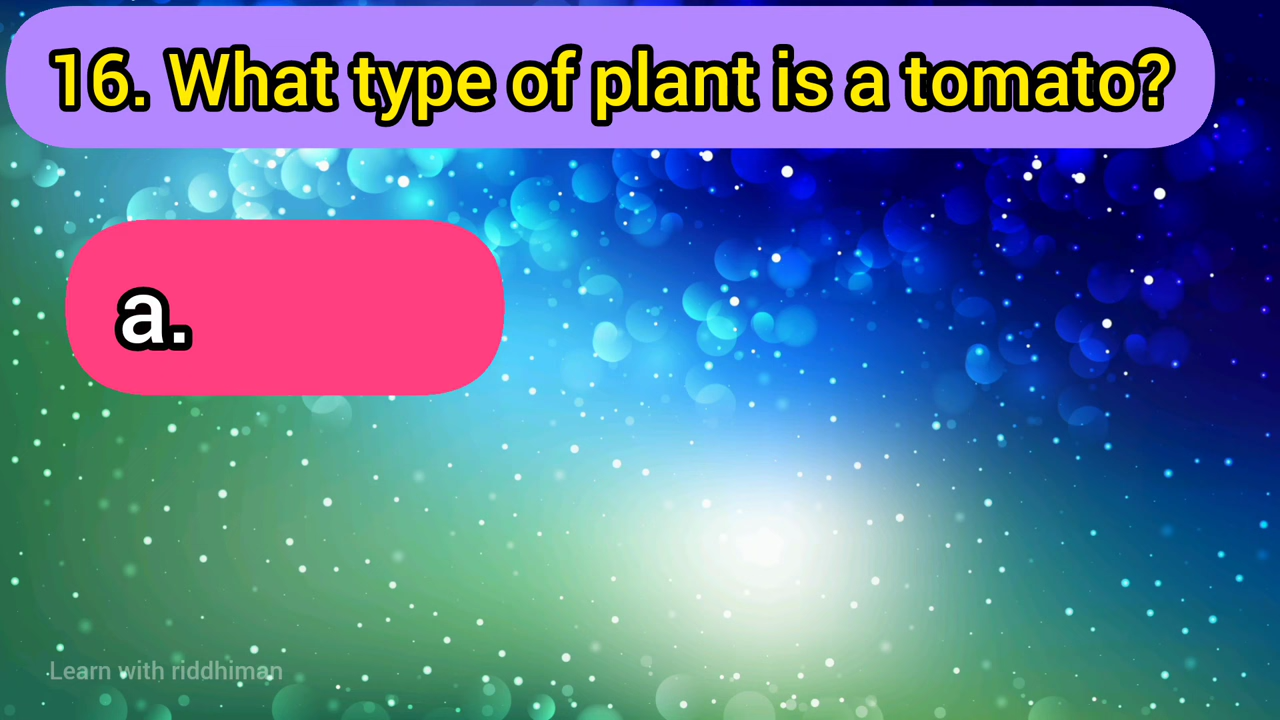 16. What type of plant is a tomato?
a.
Learn with riddhiman